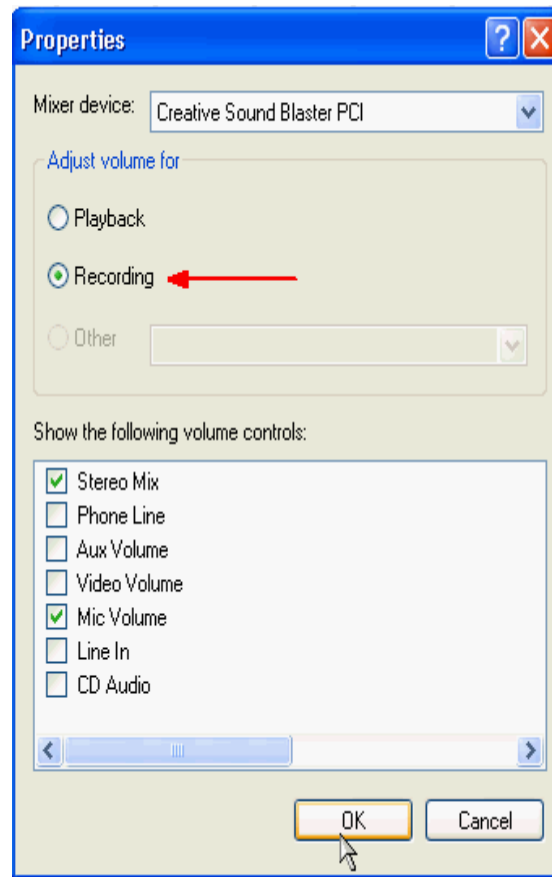 Properties
Mixer device: Creative Sound Blaster PCI
Adjust volume for
Playback
Recording
Other
Show the following volume controls:
Stereo Mix
Phone Line
Aux Volume
Video Volume
Mic Volume
Line In
CD Audio
OK Cancel